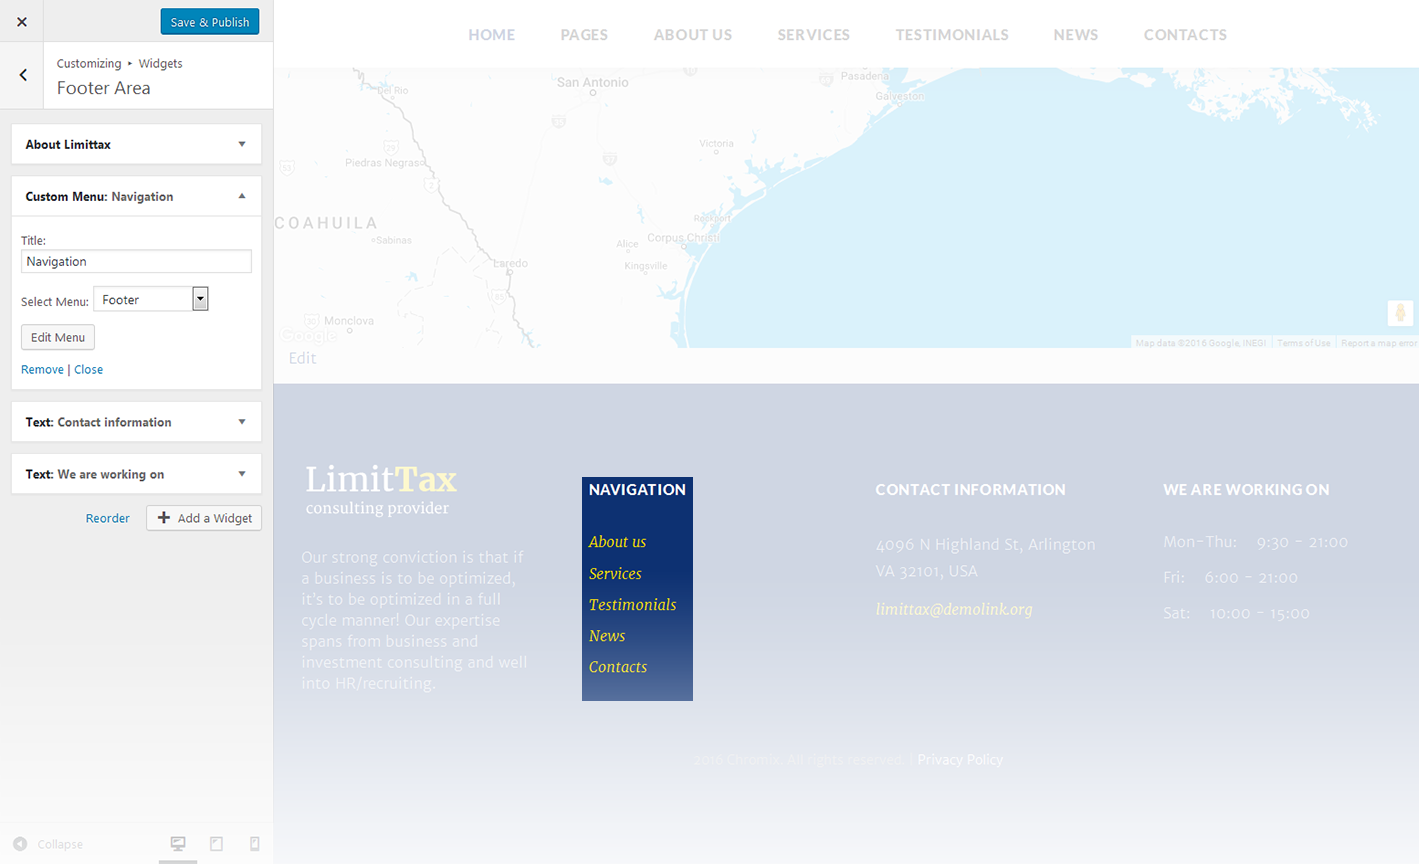 Save & Publish
Customizing ▸ Widgets
Footer Area
About Limittax
Custom Menu: Navigation
Title:
Navigation
Select Menu: Footer
Edit Menu
Remove | Close
Text: Contact information
Text: We are working on
Reorder
Add a Widget
Collapse
HOME PAGES ABOUT US SERVICES TESTIMONIALS NEWS CONTACTS
San Antonio
Pasadena
Del Rio
Galveston
Victoria
Piedras Negras
COAHUILA
Rockport
Sabinas
Alice
Corpus Christi
Laredo
Kingsville
Monclova
Google
Map data ©2016 Google, INEGI
Terms of Use
Report a map error
Edit
LimitTax
consulting provider
Our strong conviction is that if
a business is to be optimized,
it's to be optimized in a full
cycle manner! Our expertise
spans from business and
investment consulting and well
into HR/recruiting.
NAVIGATION
About us
Services
Testimonials
News
Contacts
CONTACT INFORMATION
4096 N Highland St, Arlington
VA 32101, USA
limittax@demolink.org
WE ARE WORKING ON
Mon-Thu: 9:30 - 21:00
Fri: 6:00 - 21:00
Sat: 10:00 - 15:00
2016 All rights reserved. | Privacy Policy